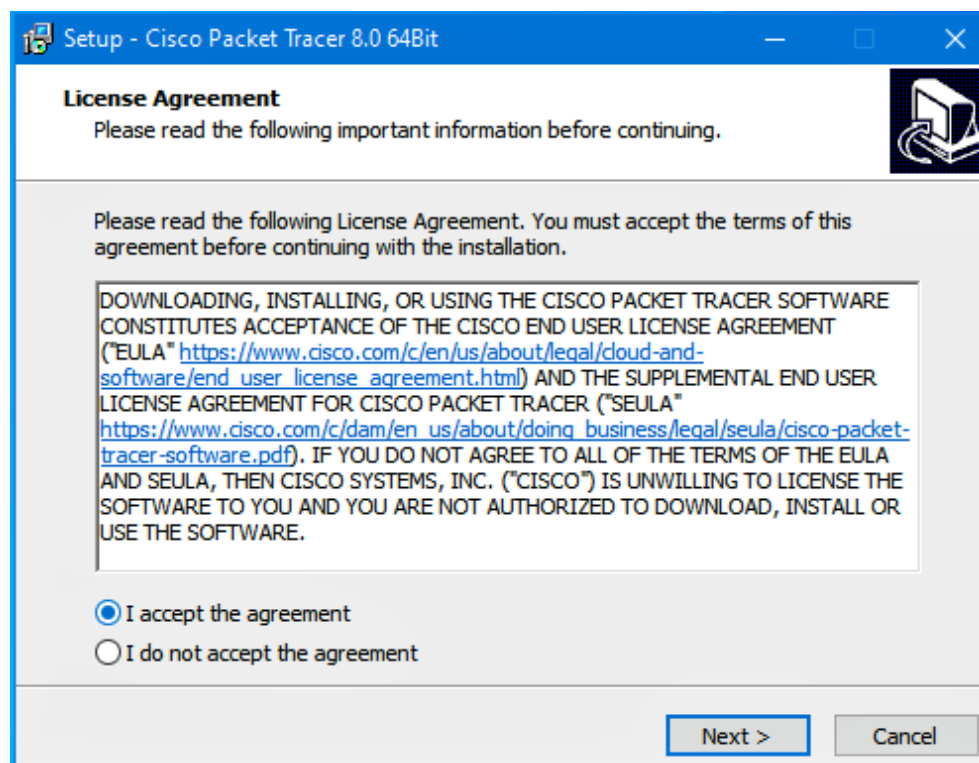 Setup - Cisco Packet Tracer 8.0 64Bit
License Agreement
Please read the following important information before continuing.
Please read the following License Agreement. You must accept the terms of this
agreement before continuing with the installation.
DOWNLOADING, INSTALLING, OR USING THE CISCO PACKET TRACER SOFTWARE
CONSTITUTES ACCEPTANCE OF THE CISCO END USER LICENSE AGREEMENT
("EULA" https://www.cisco.com/c/en/us/about/legal/cloud-and-
software/end_user_license_agreement.html) AND THE SUPPLEMENTAL END USER
LICENSE AGREEMENT FOR CISCO PACKET TRACER ("SEULA"
https://www.cisco.com/c/dam/en_us/about/doing_business/legal/seula/cisco-packet-
tracer-software.pdf). IF YOU DO NOT AGREE TO ALL OF THE TERMS OF THE EULA
AND SEULA, THEN CISCO SYSTEMS, INC. ("CISCO") IS UNWILLING TO LICENSE THE
SOFTWARE TO YOU AND YOU ARE NOT AUTHORIZED TO DOWNLOAD, INSTALL OR
USE THE SOFTWARE.
I accept the agreement
I do not accept the agreement
Next >
Cancel